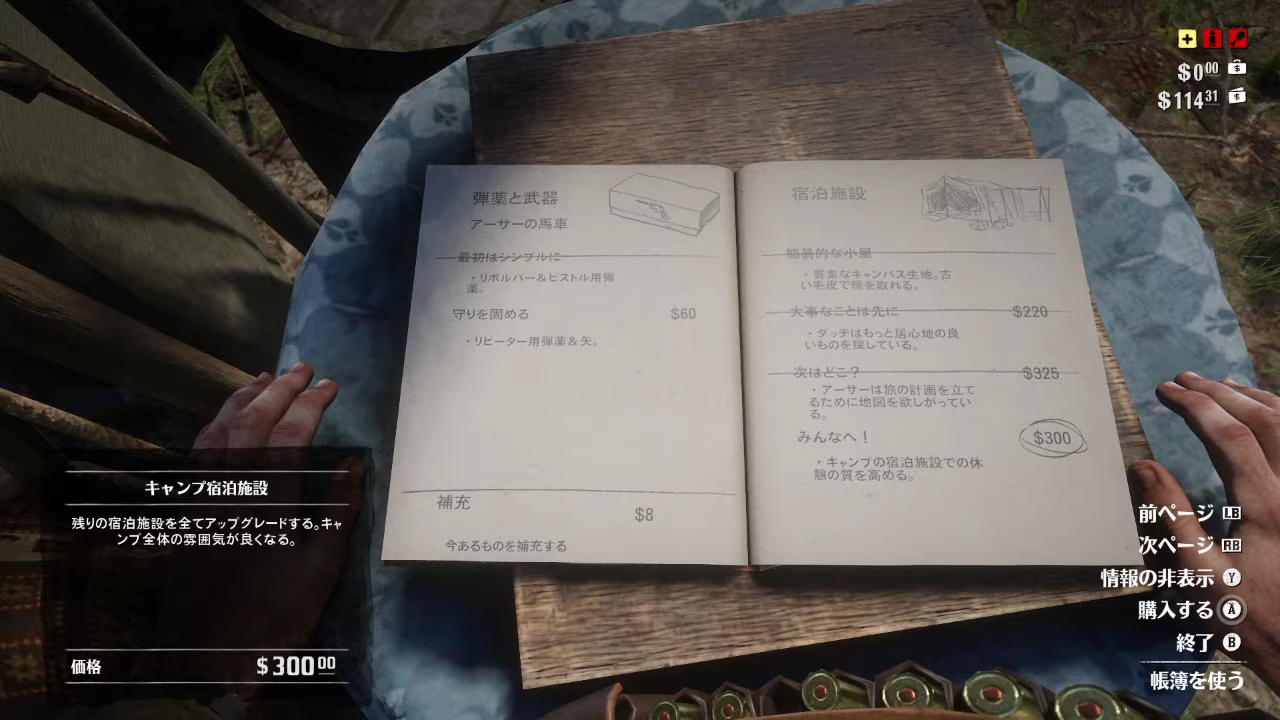 $000
$11431
弾薬と武器
アーサーの馬車
最初はシンプルに
・リボルバー＆ピストル用弾
薬。
守りを固める $60
・リピーター用弾薬＆矢。
補充
$8
今あるものを補充する
宿泊施設
簡易的な小屋
・質素なキャンバス生地。古
い毛皮で暖を取れる。
大事なことは先に $220
・ダッチはもっと居心地の良
いものを探している。
次はどこ？ $325
・アーサーは旅の計画を立て
るために地図を欲しがってい
る。
みんなへ！ $300
・キャンプの宿泊施設での休
憩の質を高める。
キャンプ宿泊施設
残りの宿泊施設を全てアップグレードする。キャ
ンプ全体の雰囲気が良くなる。
価格 $30000
前ページ LB
次ページ RB
情報の非表示 Y
購入する A
終了 B
帳簿を使う